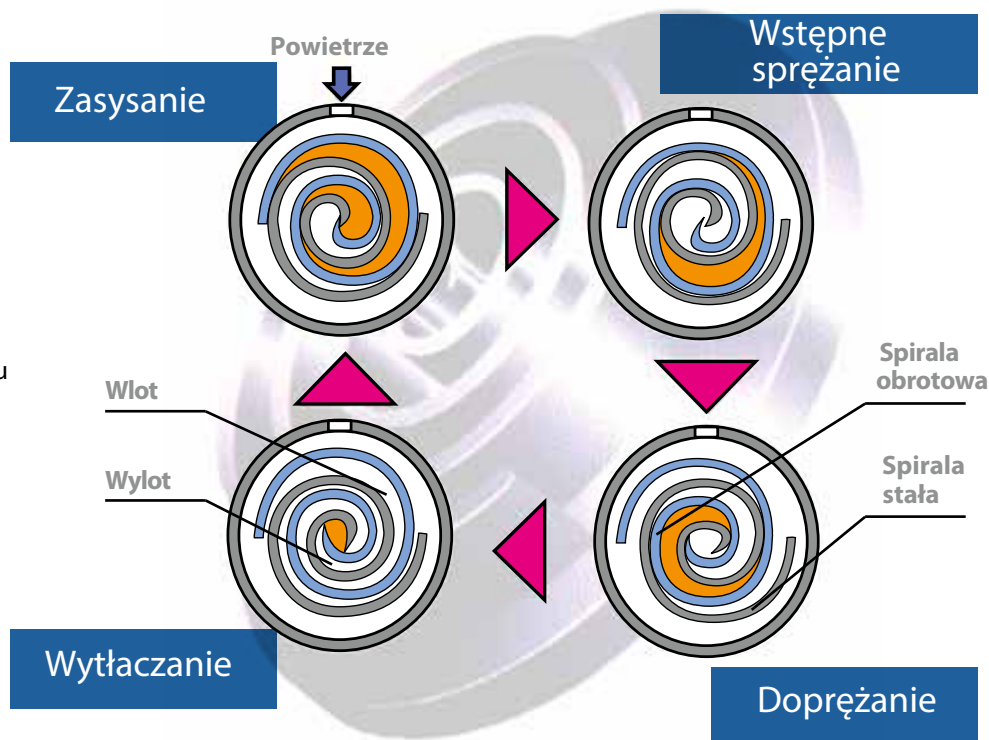 Powietrze
Zasysanie
Wstępne
sprężanie
u
Wlot
Wylot
Spirala
obrotowa
Spirala
stała
Wytłaczanie
Doprężanie